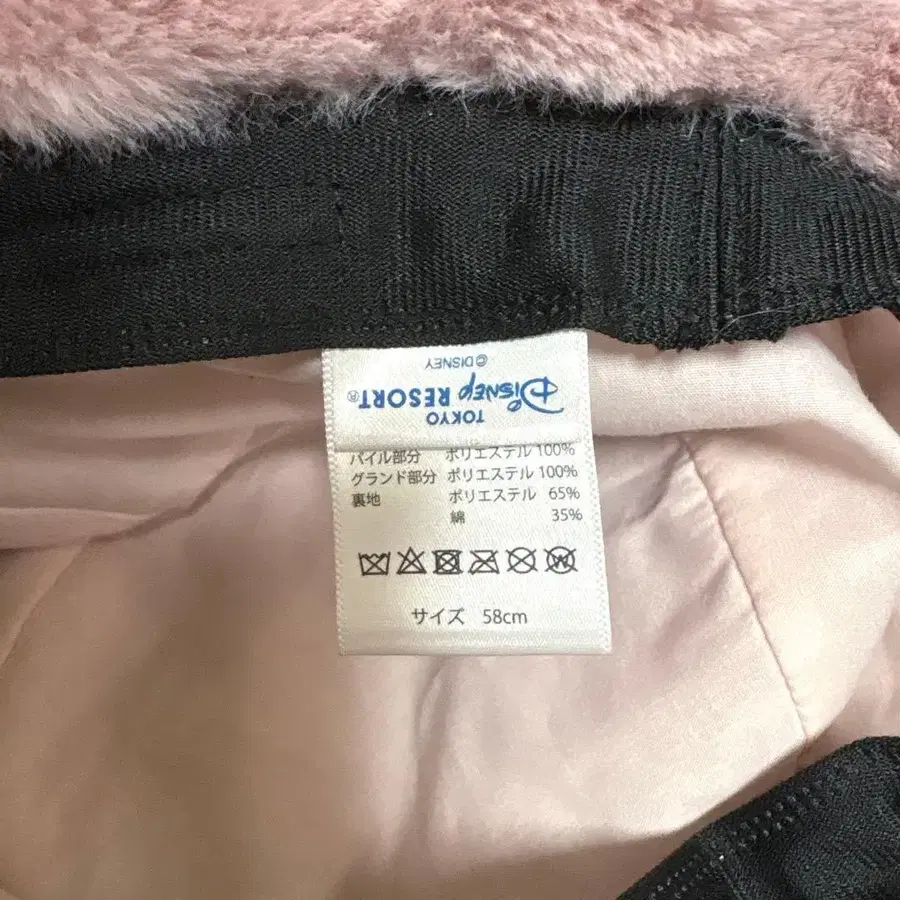 TOKYO
Disney RESORT®
© DISNEY
パイル部分 ポリエステル 100%
グランド部分 ポリエステル 100%
裏地 ポリエステル 65%
綿 35%
サイズ 58cm